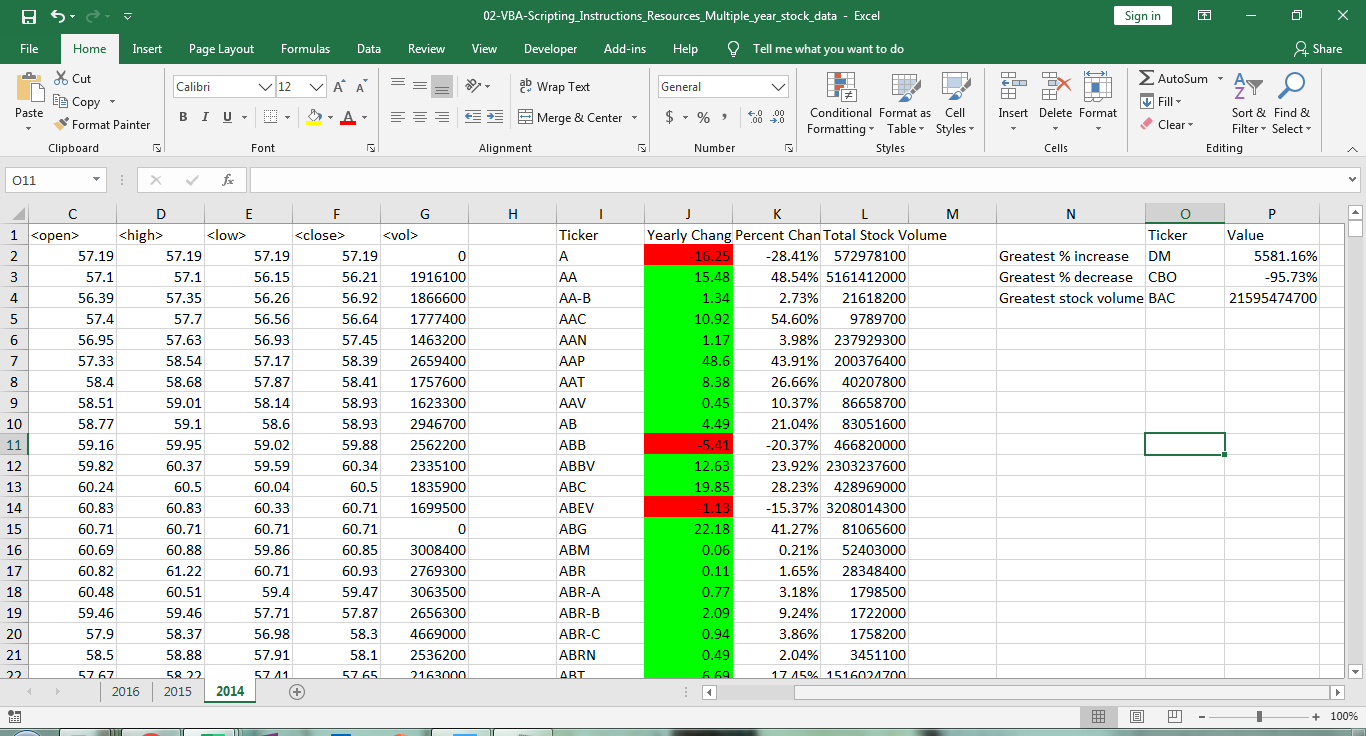 02-VBA-Scripting_Instructions_Resources_Multiple_year_stock_data - Excel Sign in
File Home Insert Page Layout Formulas Data Review View Developer Add-ins Help Tell me what you want to do Share
Paste Cut Copy Format Painter Clipboard
Calibri 12 A A B I U A Font
ab Wrap Text Merge & Center Alignment
General $ % , .00 .00 Number
Conditional Formatting Format as Table Cell Styles Styles
Insert Delete Format Cells
AutoSum Fill Clear Sort & Filter Find & Select Editing
O11 fx
C D E F G H I J K L M N O P
1 <open> <high> <low> <close> <vol> Ticker Yearly Chang Percent Chan Total Stock Volume Ticker Value
2 57.19 57.19 57.19 57.19 0 A -16.25 -28.41% 572978100 Greatest % increase DM 5581.16%
3 57.1 57.1 56.15 56.21 1916100 AA 15.48 48.54% 5161412000 Greatest % decrease CBO -95.73%
4 56.39 57.35 56.26 56.92 1866600 AA-B 1.34 2.73% 21618200 Greatest stock volume BAC 21595474700
5 57.4 57.7 56.56 56.64 1777400 AAC 10.92 54.60% 9789700
6 56.95 57.63 56.93 57.45 1463200 AAN 1.17 3.98% 237929300
7 57.33 58.54 57.17 58.39 2659400 AAP 48.6 43.91% 200376400
8 58.4 58.68 57.87 58.41 1757600 AAT 8.38 26.66% 40207800
9 58.51 59.01 58.14 58.93 1623300 AAV 0.45 10.37% 86658700
10 58.77 59.1 58.6 58.93 2946700 AB 4.49 21.04% 83051600
11 59.16 59.95 59.02 59.88 2562200 ABB -5.41 -20.37% 466820000
12 59.82 60.37 59.59 60.34 2335100 ABBV 12.63 23.92% 2303237600
13 60.24 60.5 60.04 60.5 1835900 ABC 19.85 28.23% 428969000
14 60.83 60.83 60.33 60.71 1699500 ABEV -1.13 -15.37% 3208014300
15 60.71 60.71 60.71 60.71 0 ABG 22.18 41.27% 81065600
16 60.69 60.88 59.86 60.85 3008400 ABM 0.06 0.21% 52403000
17 60.82 61.22 60.71 60.93 2769300 ABR 0.11 1.65% 28348400
18 60.48 60.51 59.4 59.47 3063500 ABR-A 0.77 3.18% 1798500
19 59.46 59.46 57.71 57.87 2656300 ABR-B 2.09 9.24% 1722000
20 57.9 58.37 56.98 58.3 4669000 ABR-C 0.94 3.86% 1758200
21 58.5 58.88 57.91 58.1 2536200 ABRN 0.49 2.04% 3451100
22 57.67 58.22 57.41 57.65 2163000 ABT 6.69 17.45% 1516024700
2016 2015 2014
100%